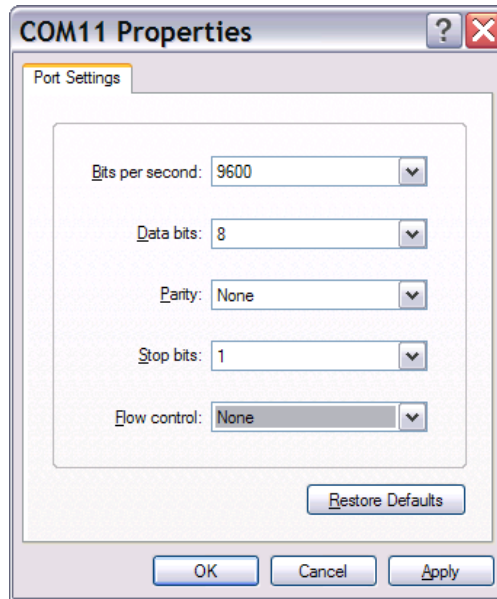 COM11 Properties
?
Port Settings
Bits per second: 9600
Data bits: 8
Parity: None
Stop bits: 1
Flow control: None
Restore Defaults
OK Cancel Apply